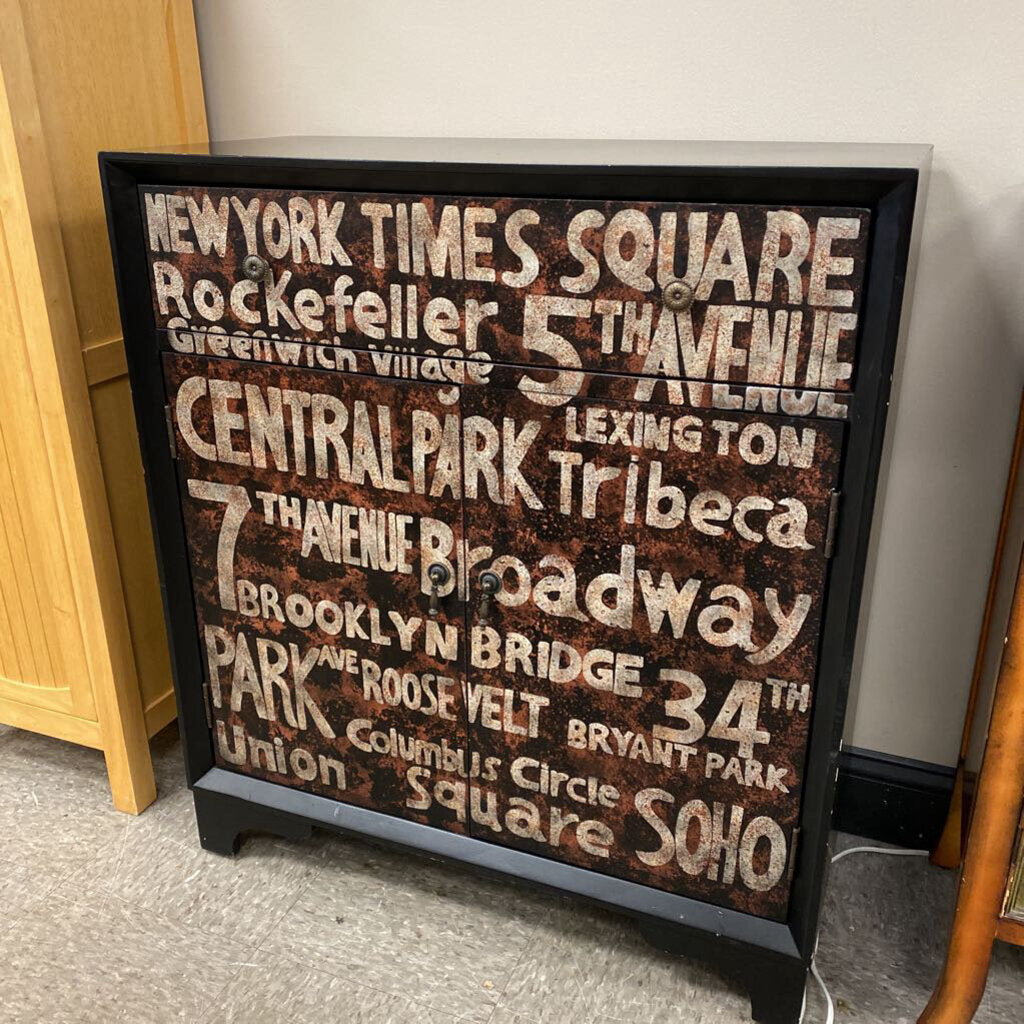 NEW YORK TIMES SQUARE
Rockefeller 5TH AVENUE
Greenwich Village
CENTRAL PARK LEXINGTON
Tribeca
7TH AVENUE Broadway
BROOKLYN BRIDGE
PARK AVE ROOSEVELT 34TH
BRYANT PARK
Union Columbus Circle
Square SOHO